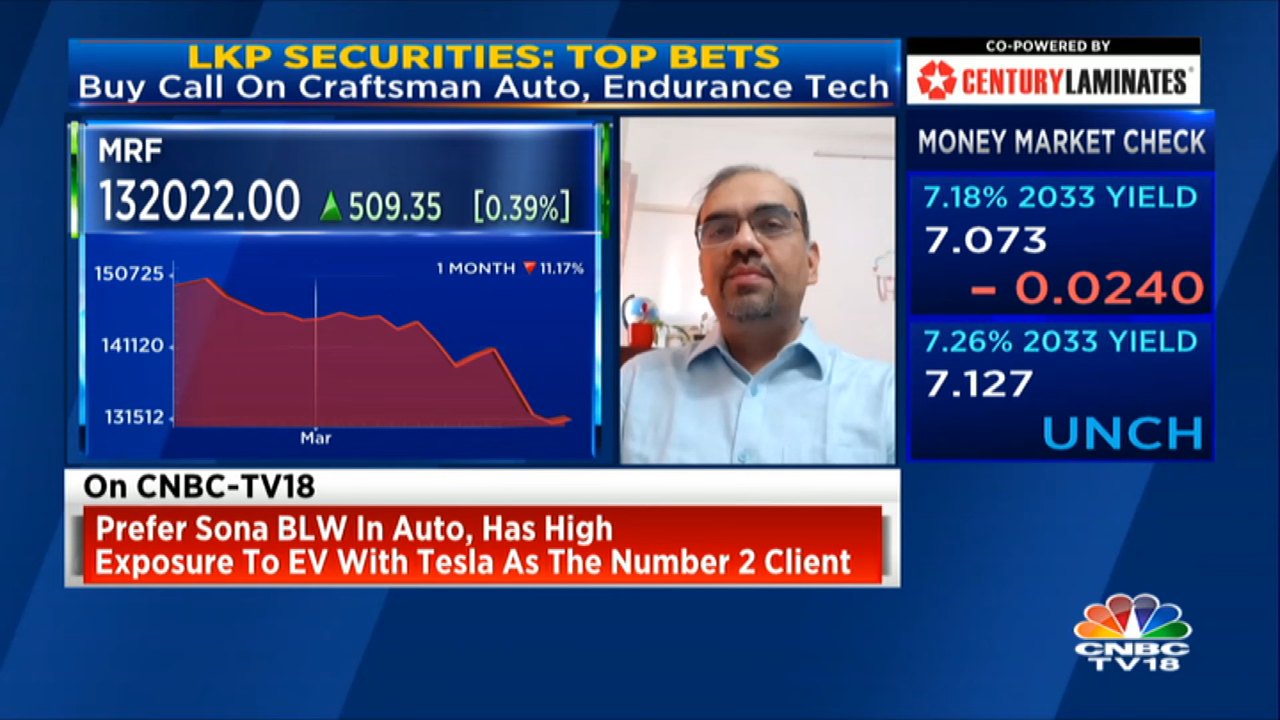 LKP SECURITIES: TOP BETS
Buy Call On Craftsman Auto, Endurance Tech
CO-POWERED BY
CENTURYLAMINATES®
MRF
132022.00 ▲ 509.35 [0.39%]
1 MONTH ▼ 11.17%
150725
141120
131512
Mar
MONEY MARKET CHECK
7.18% 2033 YIELD
7.073
– 0.0240
7.26% 2033 YIELD
7.127
UNCH
On CNBC-TV18
Prefer Sona BLW In Auto, Has High
Exposure To EV With Tesla As The Number 2 Client
CNBC
TV18